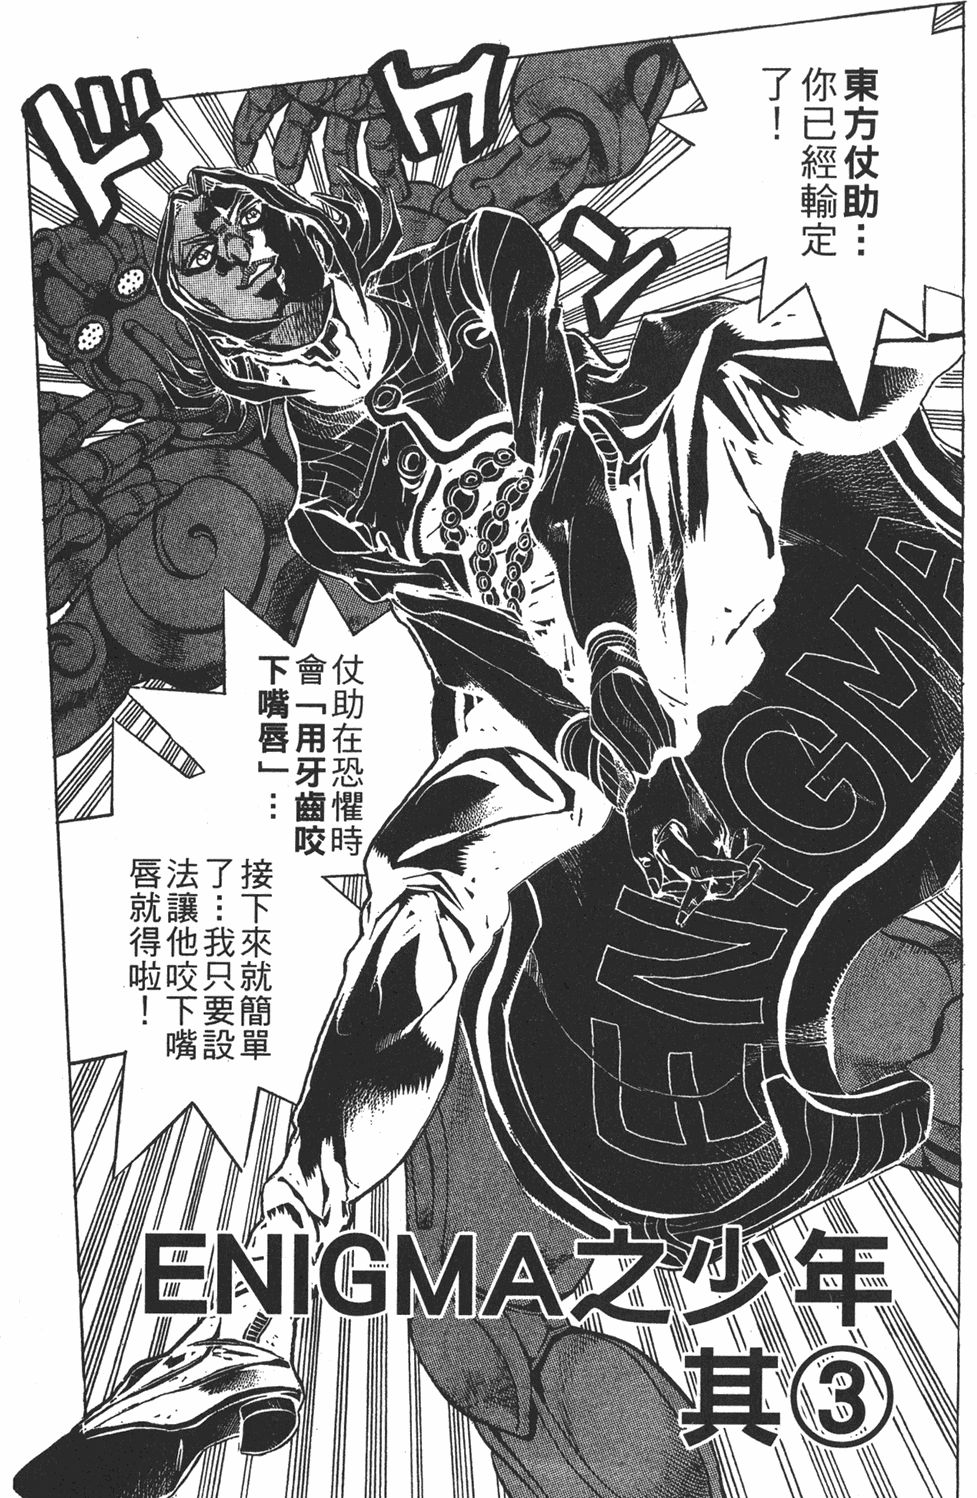 ドドン
東方仗助…
你已經輸定
了！
仗助在恐懼時
會「用牙齒咬
下嘴唇」…
接下來就簡單
了…我只要設
法讓他咬下嘴
唇就得啦！
ENIGMA
ENIGMA之少年
其③